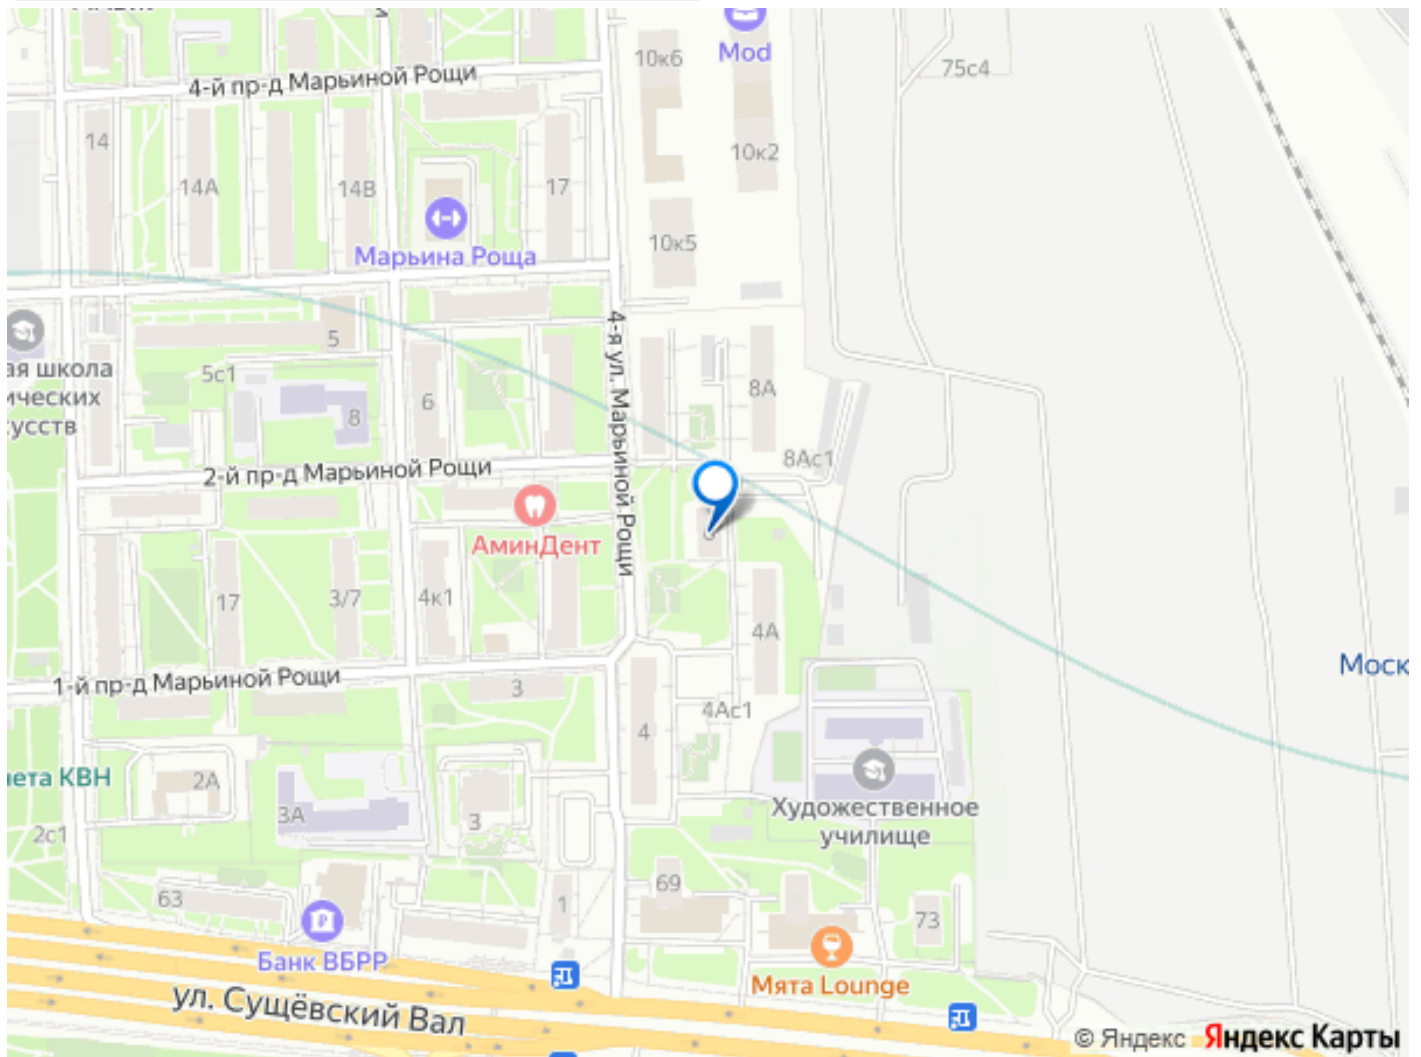 4-й пр-д Марьиной Рощи
Mod
10к6
75с4
14
14А
14В
17
10к2
Марьина Роща
10к5
5
ая школа
ических
усств
5с1
8
6
4-я ул. Марьиной Рощи
8А
8Ас1
2-й пр-д Марьиной Рощи
АминДент
17
3/7
4к1
4А
Моск
1-й пр-д Марьиной Рощи
3
4Ас1
4
нета КВН
2А
3А
3
2с1
Художественное
училище
63
69
1
73
Банк ВБРР
Мята Lounge
ул. Сущёвский Вал
© Яндекс Яндекс Карты